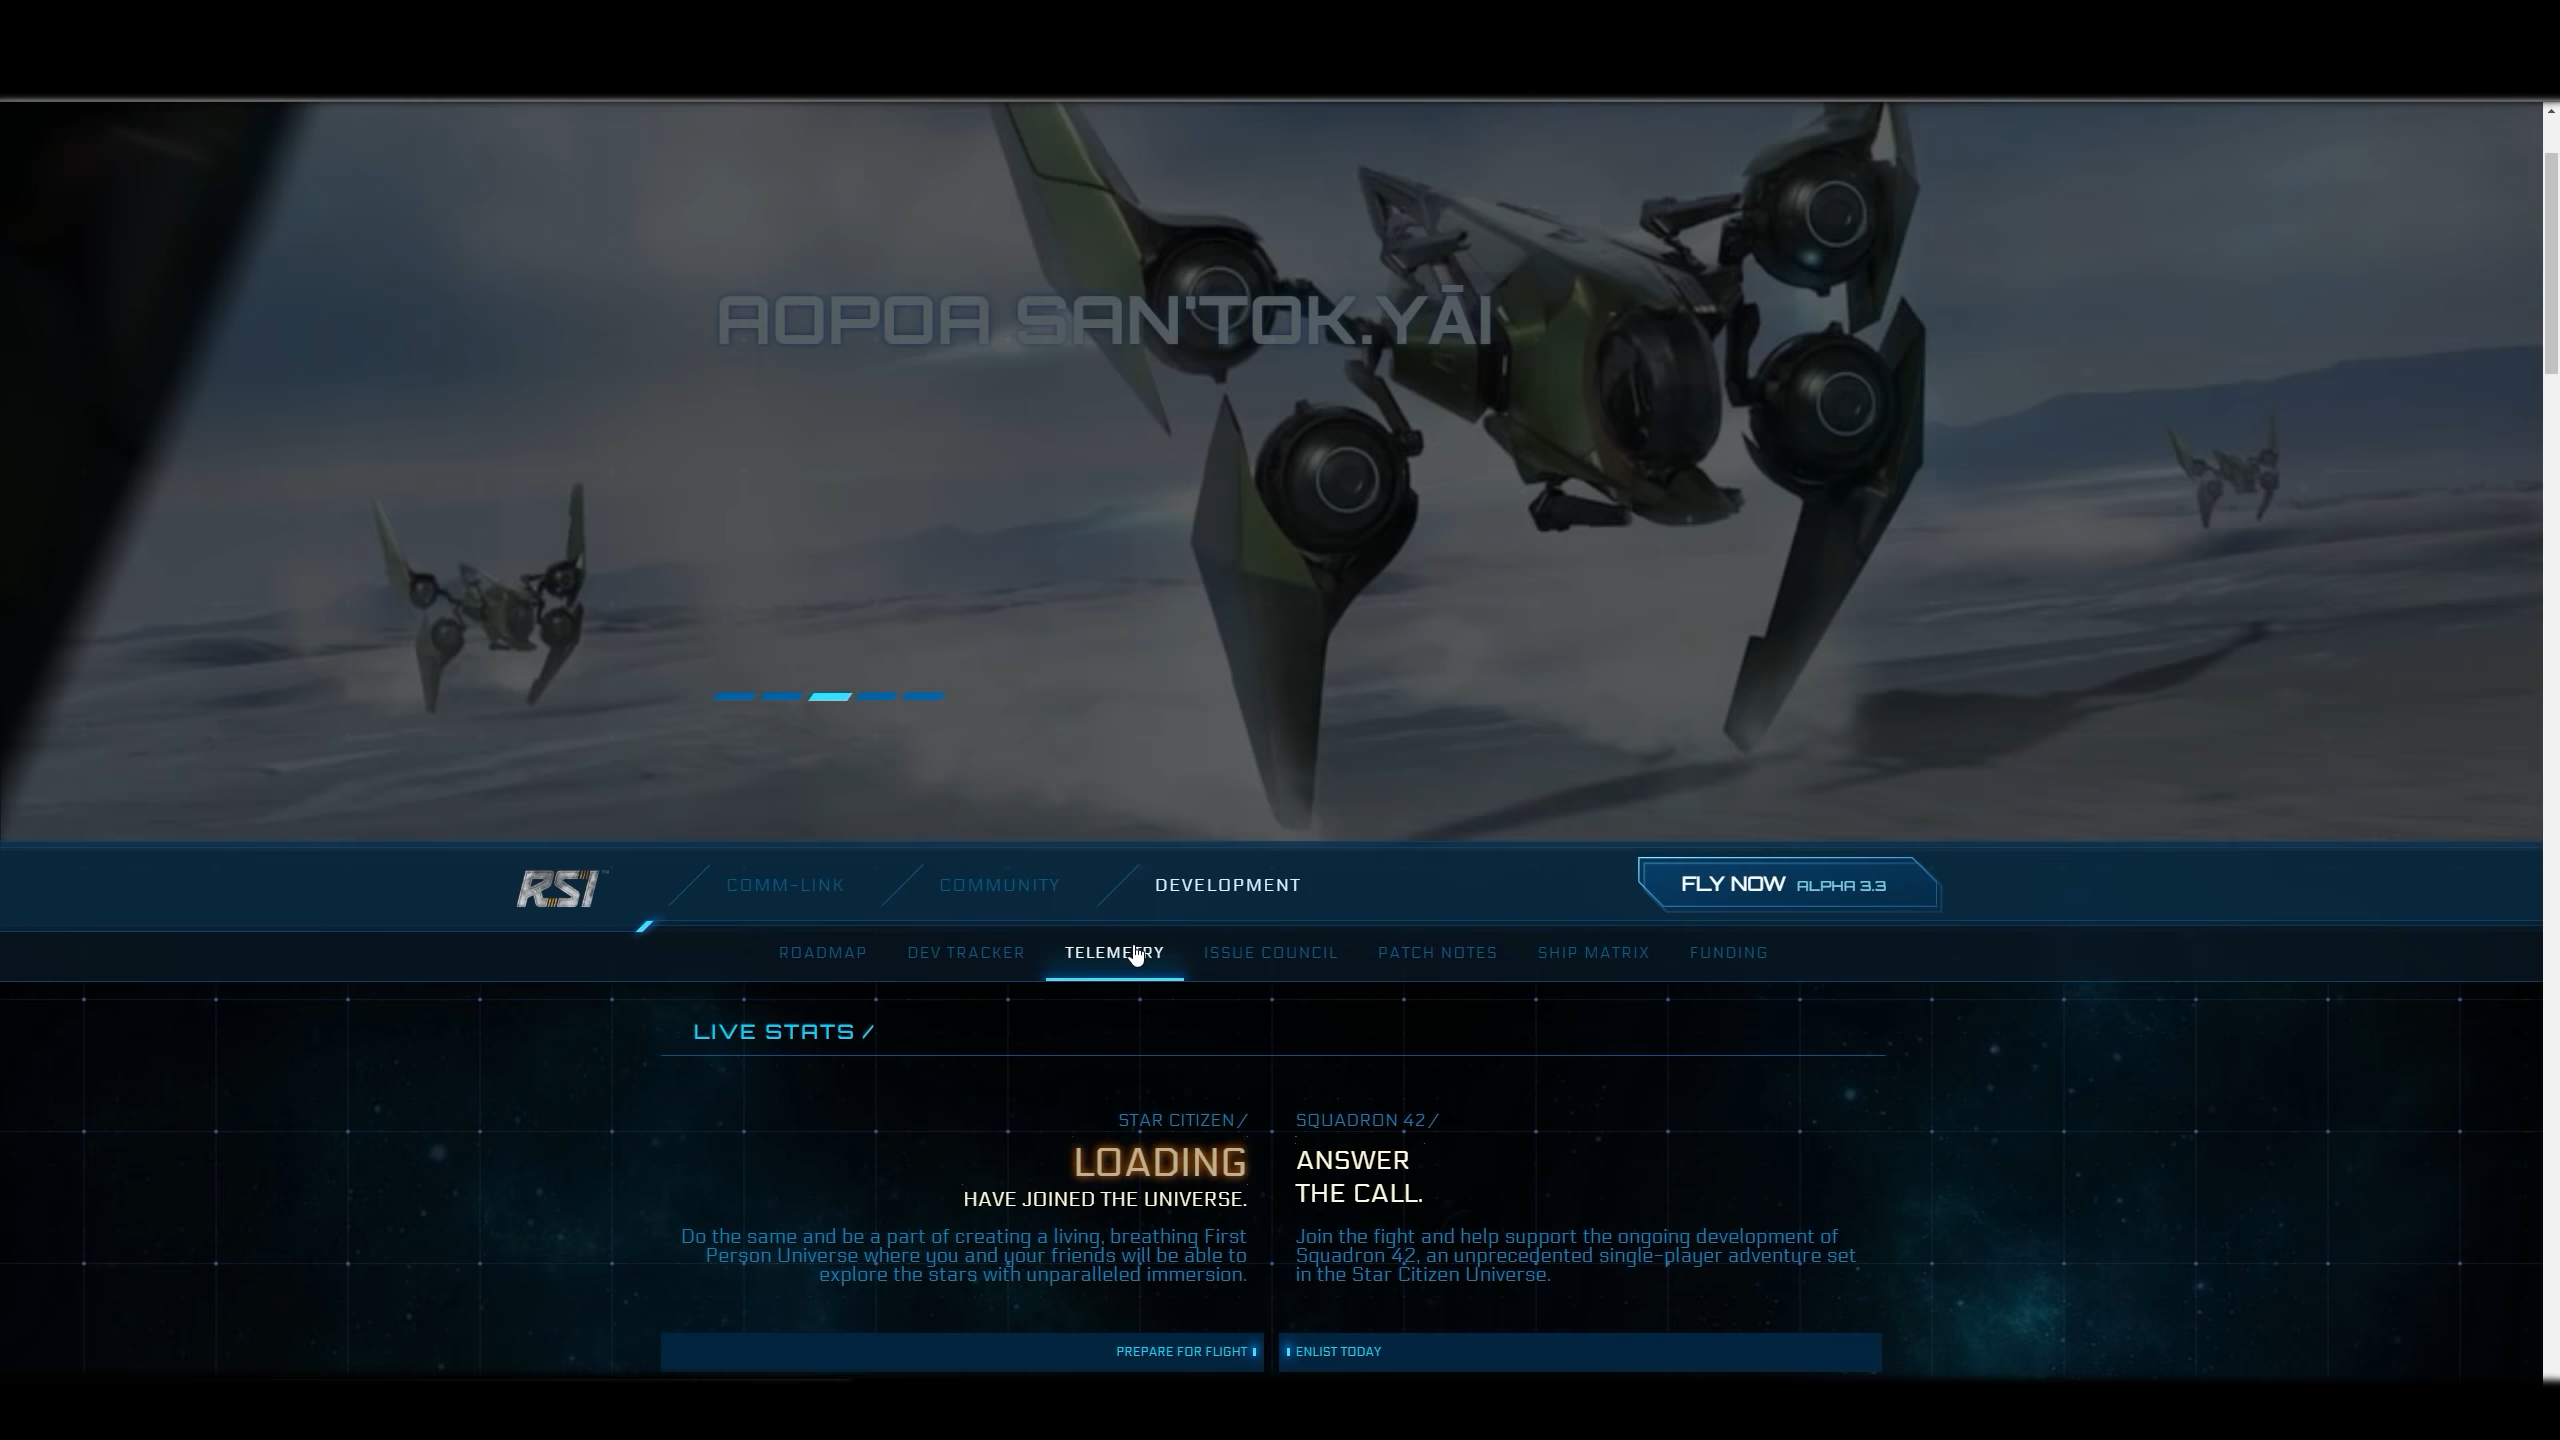 AOPOA SAN'TOK.YĀI
RSI™
COMM-LINK
COMMUNITY
DEVELOPMENT
FLY NOW ALPHA 3.3
ROADMAP
DEV TRACKER
TELEMETRY
ISSUE COUNCIL
PATCH NOTES
SHIP MATRIX
FUNDING
LIVE STATS /
STAR CITIZEN /
LOADING
HAVE JOINED THE UNIVERSE.
Do the same and be a part of creating a living, breathing First
Person Universe where you and your friends will be able to
explore the stars with unparalleled immersion.
PREPARE FOR FLIGHT
SQUADRON 42 /
ANSWER
THE CALL.
Join the fight and help support the ongoing development of
Squadron 42, an unprecedented single-player adventure set
in the Star Citizen Universe.
ENLIST TODAY